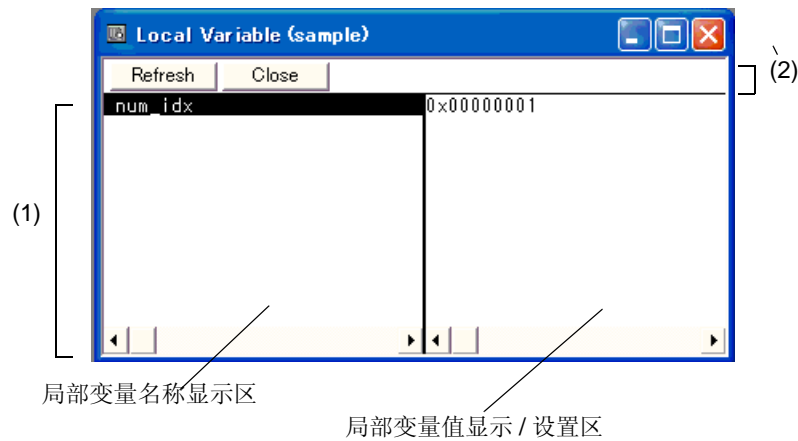 Local Variable (sample)
(2)
Refresh Close
num_idx 0x00000001
(1)
局部变量名称显示区
局部变量值显示 / 设置区